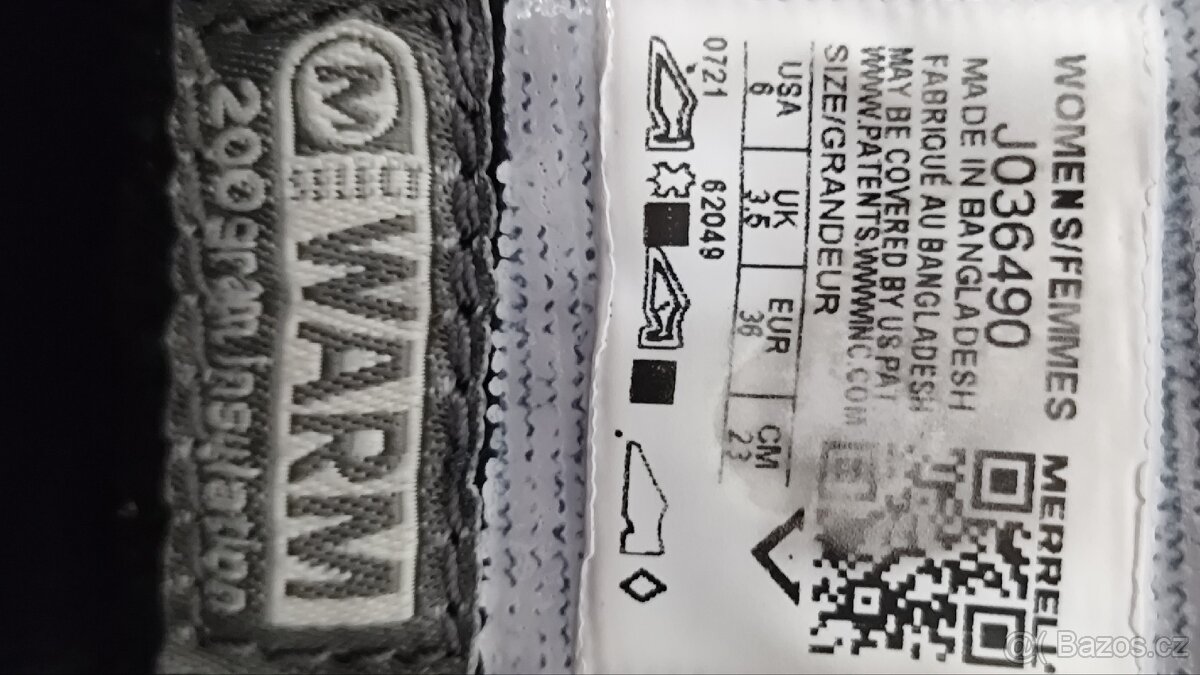 WOMENS/FEMMES MERRELL
J036490
MADE IN BANGLADESH
FABRIQUÉ AU BANGLADESH
MAY BE COVERED BY US PAT
WWW.PATENTS.WWWINC.COM
SIZE/GRANDEUR
USA UK EUR CM
6 3.5 36 23
0721 62049
M SELECT WARM
200gram insulation
@( Bazos.cz